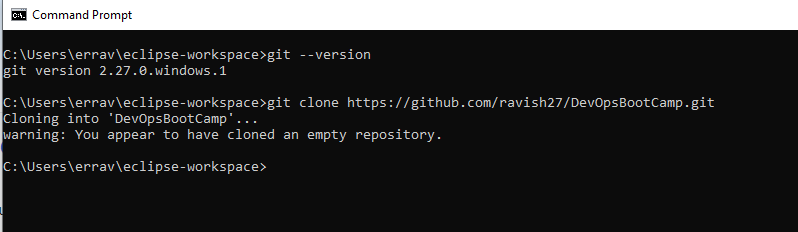 Command Prompt
C:\Users\errav\eclipse-workspace>git --version
git version 2.27.0.windows.1
C:\Users\errav\eclipse-workspace>git clone https://github.com/ravish27/DevOpsBootCamp.git
Cloning into 'DevOpsBootCamp'...
warning: You appear to have cloned an empty repository.
C:\Users\errav\eclipse-workspace>